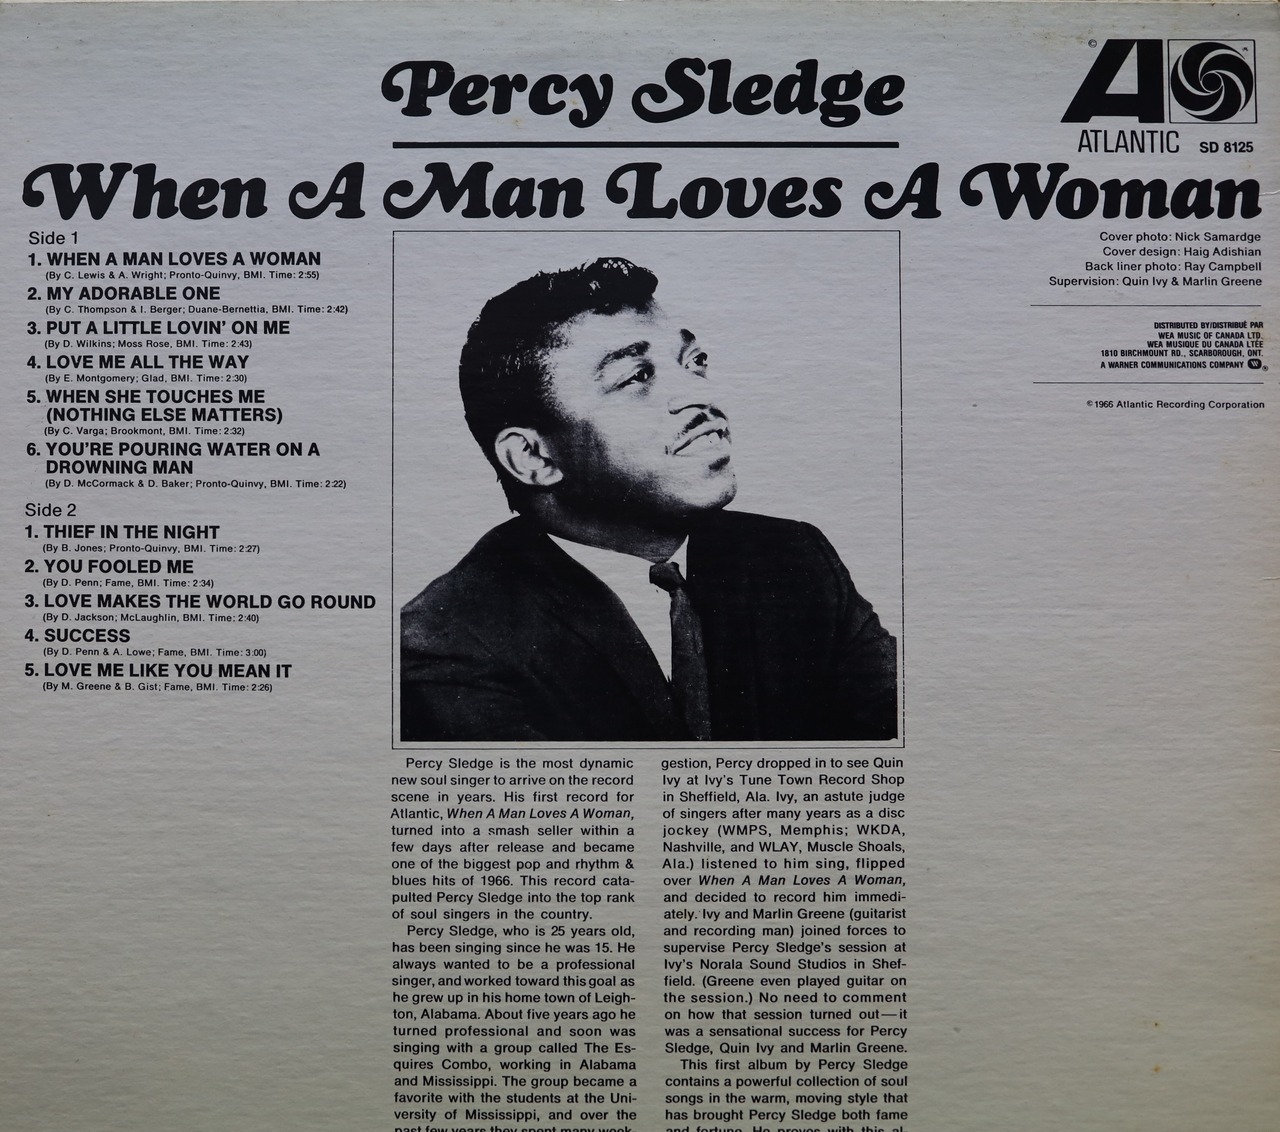 Percy Sledge
©
ATLANTIC SD 8125
When A Man Loves A Woman
Side 1
1. WHEN A MAN LOVES A WOMAN
(By C. Lewis & A. Wright; Pronto-Quinvy, BMI. Time: 2:55)
2. MY ADORABLE ONE
(By C. Thompson & I. Berger; Duane-Bernettia, BMI. Time: 2:42)
3. PUT A LITTLE LOVIN' ON ME
(By D. Wilkins; Moss Rose, BMI. Time: 2:43)
4. LOVE ME ALL THE WAY
(By E. Montgomery; Glad, BMI. Time: 2:30)
5. WHEN SHE TOUCHES ME
(NOTHING ELSE MATTERS)
(By C. Varga; Brookmont, BMI. Time: 2:32)
6. YOU'RE POURING WATER ON A
DROWNING MAN
(By D. McCormack & D. Baker; Pronto-Quinvy, BMI. Time: 2:22)
Side 2
1. THIEF IN THE NIGHT
(By B. Jones; Pronto-Quinvy, BMI. Time: 2:27)
2. YOU FOOLED ME
(By D. Penn; Fame, BMI. Time: 2:34)
3. LOVE MAKES THE WORLD GO ROUND
(By D. Jackson; McLaughlin, BMI. Time: 2:40)
4. SUCCESS
(By D. Penn & A. Lowe; Fame, BMI. Time: 3:00)
5. LOVE ME LIKE YOU MEAN IT
(By M. Greene & B. Gist; Fame, BMI. Time: 2:26)
Cover photo: Nick Samardge
Cover design: Haig Adishian
Back liner photo: Ray Campbell
Supervision: Quin Ivy & Marlin Greene
DISTRIBUTED BY/DISTRIBUÉ PAR
WEA MUSIC OF CANADA LTD.
WEA MUSIQUE DU CANADA LTÉE
1810 BIRCHMOUNT RD., SCARBOROUGH, ONT.
A WARNER COMMUNICATIONS COMPANY ®
© 1966 Atlantic Recording Corporation
Percy Sledge is the most dynamic
new soul singer to arrive on the record
scene in years. His first record for
Atlantic, When A Man Loves A Woman,
turned into a smash seller within a
few days after release and became
one of the biggest pop and rhythm &
blues hits of 1966. This record cata-
pulted Percy Sledge into the top rank
of soul singers in the country.
Percy Sledge, who is 25 years old,
has been singing since he was 15. He
always wanted to be a professional
singer, and worked toward this goal as
he grew up in his home town of Leigh-
ton, Alabama. About five years ago he
turned professional and soon was
singing with a group called The Es-
quires Combo, working in Alabama
and Mississippi. The group became a
favorite with the students at the Uni-
versity of Mississippi, and over the
past few years they spent many week-
gestion, Percy dropped in to see Quin
Ivy at Ivy's Tune Town Record Shop
in Sheffield, Ala. Ivy, an astute judge
of singers after many years as a disc
jockey (WMPS, Memphis; WKDA,
Nashville, and WLAY, Muscle Shoals,
Ala.) listened to him sing, flipped
over When A Man Loves A Woman,
and decided to record him immedi-
ately. Ivy and Marlin Greene (guitarist
and recording man) joined forces to
supervise Percy Sledge's session at
Ivy's Norala Sound Studios in Shef-
field. (Greene even played guitar on
the session.) No need to comment
on how that session turned out—it
was a sensational success for Percy
Sledge, Quin Ivy and Marlin Greene.
This first album by Percy Sledge
contains a powerful collection of soul
songs in the warm, moving style that
has brought Percy Sledge both fame
and fortune. He proves with this al-